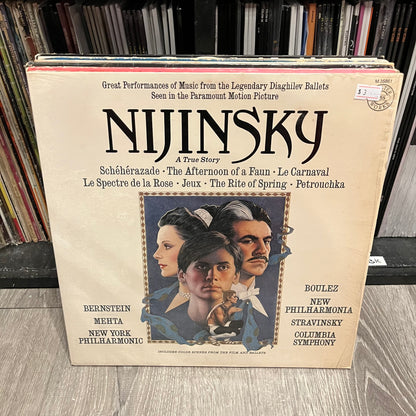 M 35861
$3
Great Performances of Music from the Legendary Diaghilev Ballets
Seen in the Paramount Motion Picture
NIJINSKY
A True Story
Schéhérazade · The Afternoon of a Faun · Le Carnaval
Le Spectre de la Rose · Jeux · The Rite of Spring · Petrouchka
BERNSTEIN
MEHTA
NEW YORK
PHILHARMONIC
BOULEZ
NEW
PHILHARMONIA
STRAVINSKY
COLUMBIA
SYMPHONY
INCLUDES COLOR SCENES FROM THE FILM AND BALLETS